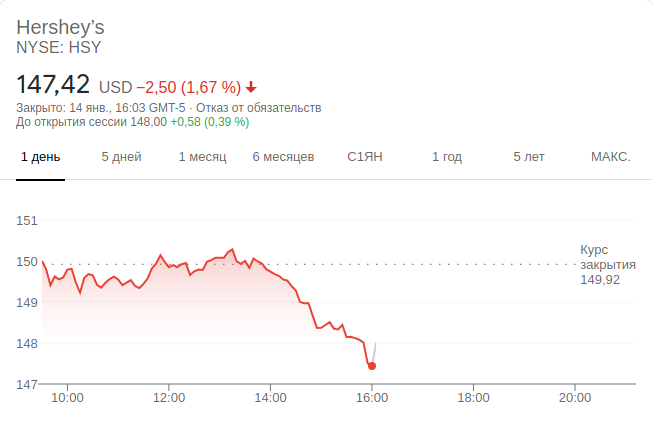 Hershey’s
NYSE: HSY
147,42 USD −2,50 (1,67 %)
Закрыто: 14 янв., 16:03 GMT-5 · Отказ от обязательств
До открытия сессии 148,00 +0,58 (0,39 %)
1 день 5 дней 1 месяц 6 месяцев С1ЯН 1 год 5 лет МАКС.
151
150
149
148
147
Курс
закрытия
149,92
10:00 12:00 14:00 16:00 18:00 20:00